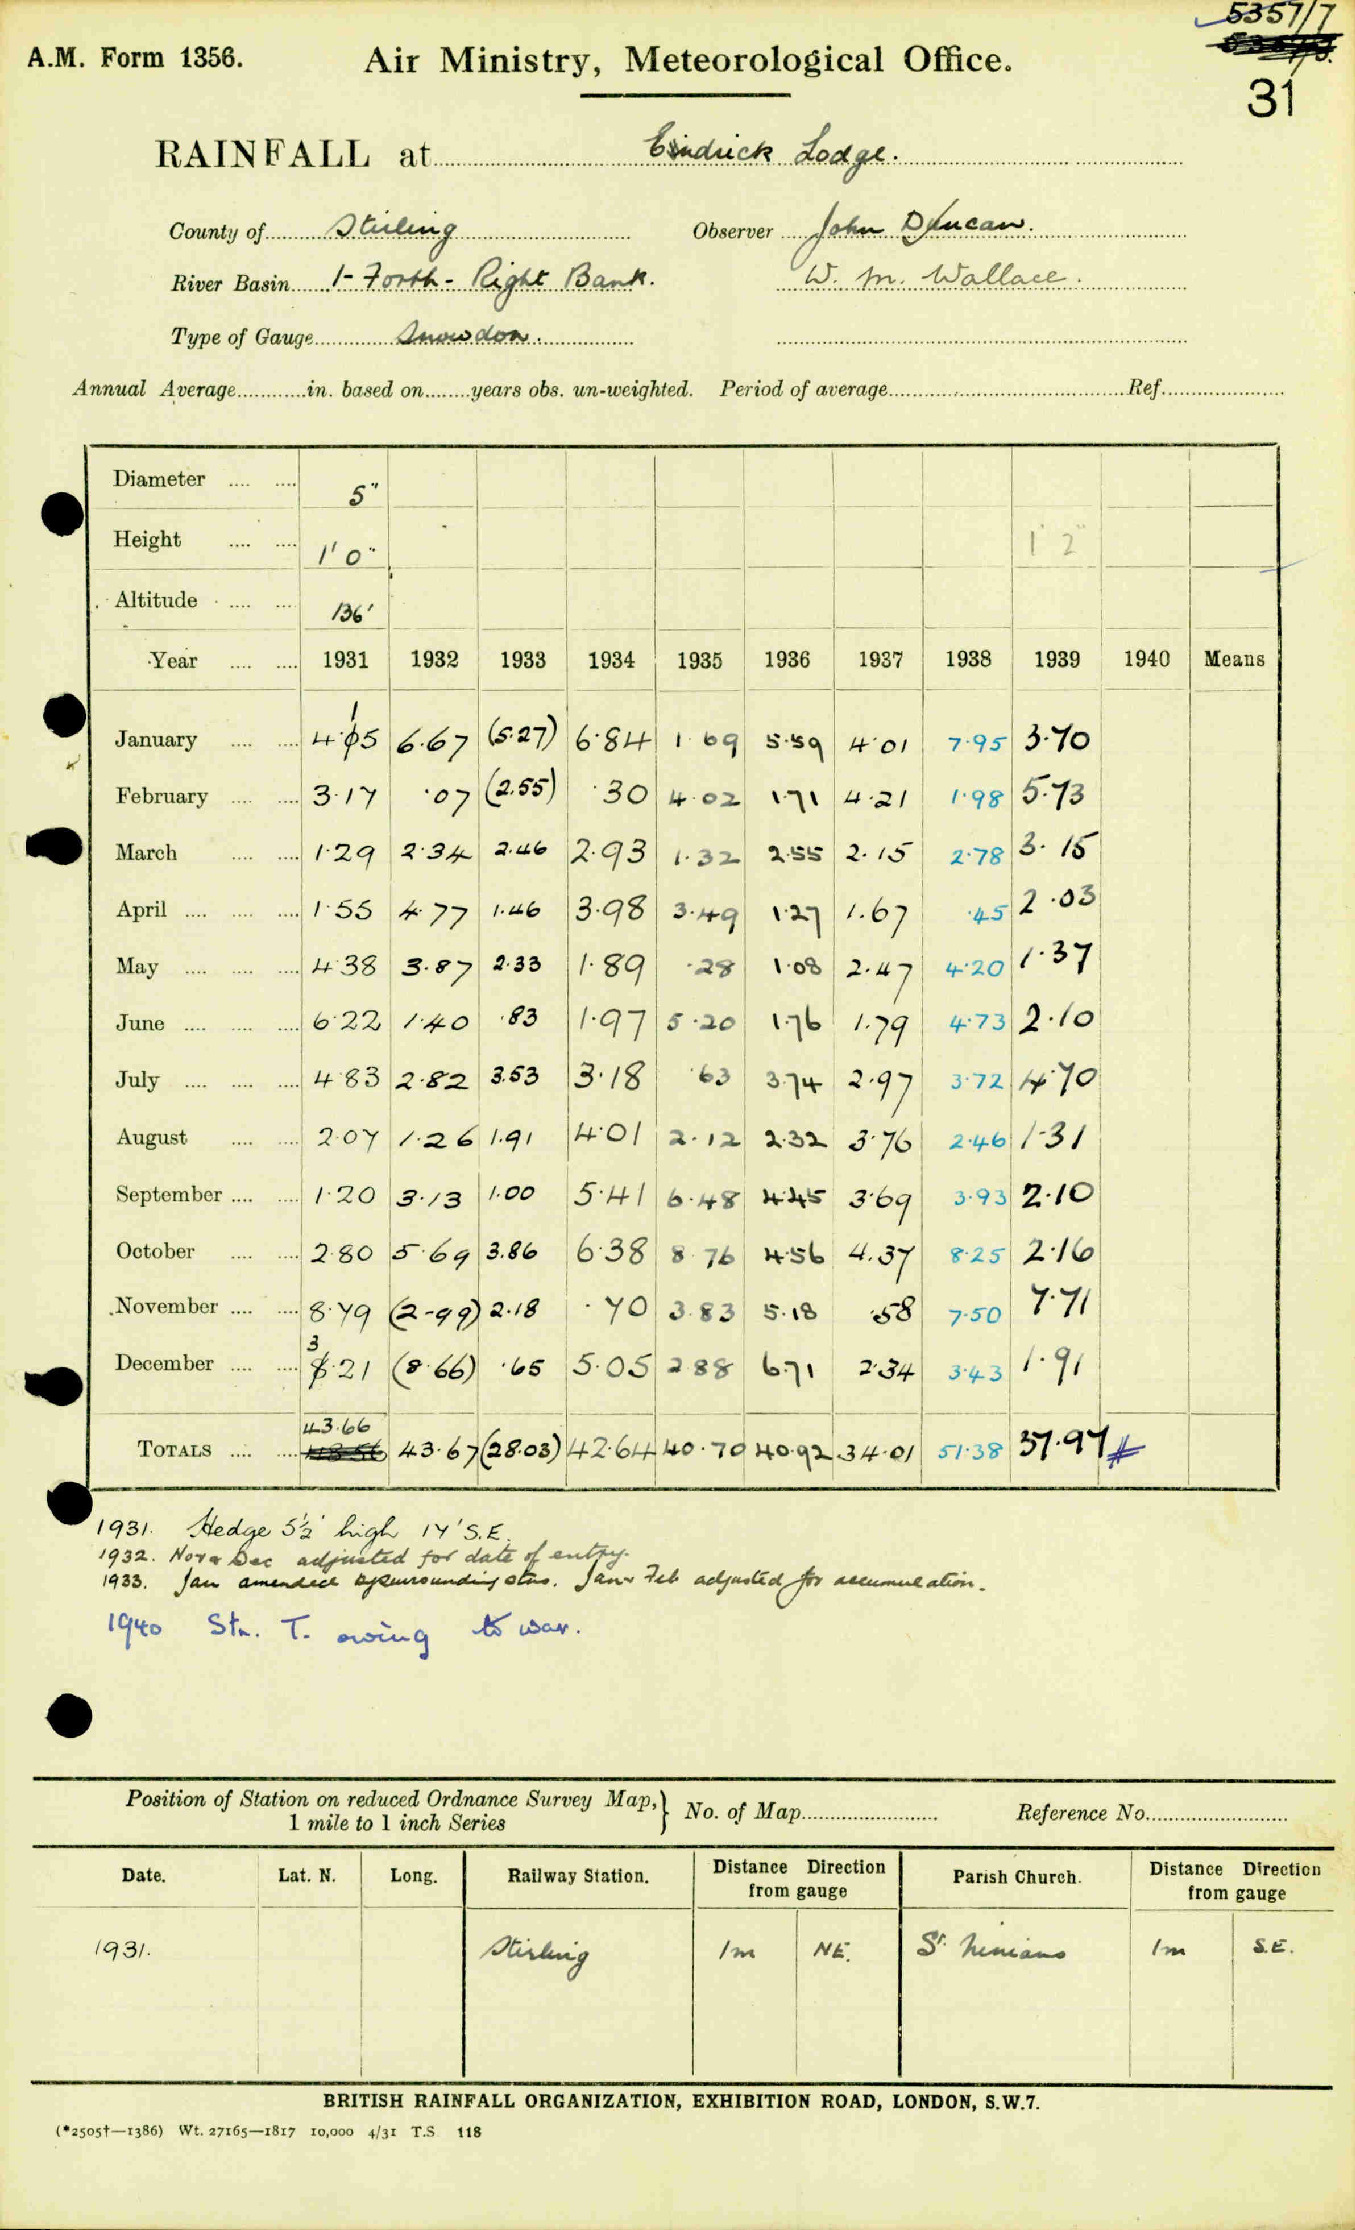 5357/7
A.M. Form 1356. Air Ministry, Meteorological Office.
31
RAINFALL at Endrick Lodge.
County of Stirling Observer John Duncan.
River Basin 1- Forth - Right Bank. W. M. Wallace.
Type of Gauge Snowdon.
Annual Average in. based on years obs. un-weighted. Period of average Ref.
Diameter 5"
Height 1' 0" 1' 2"
Altitude 136'
Year 1931 1932 1933 1934 1935 1936 1937 1938 1939 1940 Means
January 4.15 6.67 (5.27) 6.84 1.69 5.59 4.01 7.95 3.70
February 3.17 .07 (2.55) .30 4.02 1.71 4.21 1.98 5.73
March 1.29 2.34 2.46 2.93 1.32 2.55 2.15 2.78 3.15
April 1.55 4.77 1.46 3.98 3.49 1.27 1.67 .45 2.03
May 4.38 3.87 2.33 1.89 .28 1.08 2.47 4.20 1.37
June 6.22 1.40 .83 1.97 5.20 1.76 1.79 4.73 2.10
July 4.83 2.82 3.53 3.18 .63 3.74 2.97 3.72 4.70
August 2.07 1.26 1.91 4.01 2.12 2.32 3.76 2.46 1.31
September 1.20 3.13 1.00 5.41 6.48 4.45 3.69 3.93 2.10
October 2.80 5.69 3.86 6.38 8.76 4.56 4.37 8.25 2.16
November 8.79 (2.99) 2.18 .70 3.83 5.18 .58 7.50 7.71
December 3.21 (8.66) .65 5.05 2.88 6.71 2.34 3.43 1.91
TOTALS 43.66 43.67 (28.03) 42.64 40.70 40.92 34.01 51.38 37.97 #
1931. Hedge 5½' high 17' S.E.
1932. Nov & Dec adjusted for date of entry.
1933. Jan amended by surrounding stns. Jan & Feb adjusted for accumulation.
1940 Stn. T. owing to war.
Position of Station on reduced Ordnance Survey Map, } No. of Map Reference No.
1 mile to 1 inch Series
Date. Lat. N. Long. Railway Station. Distance Direction from gauge Parish Church. Distance Direction from gauge
1931. Stirling 1m NE. St. Ninians 1m S.E.
BRITISH RAINFALL ORGANIZATION, EXHIBITION ROAD, LONDON, S.W.7.
(*2505†—1386) Wt. 27165—1817 10,000 4/31 T.S 118